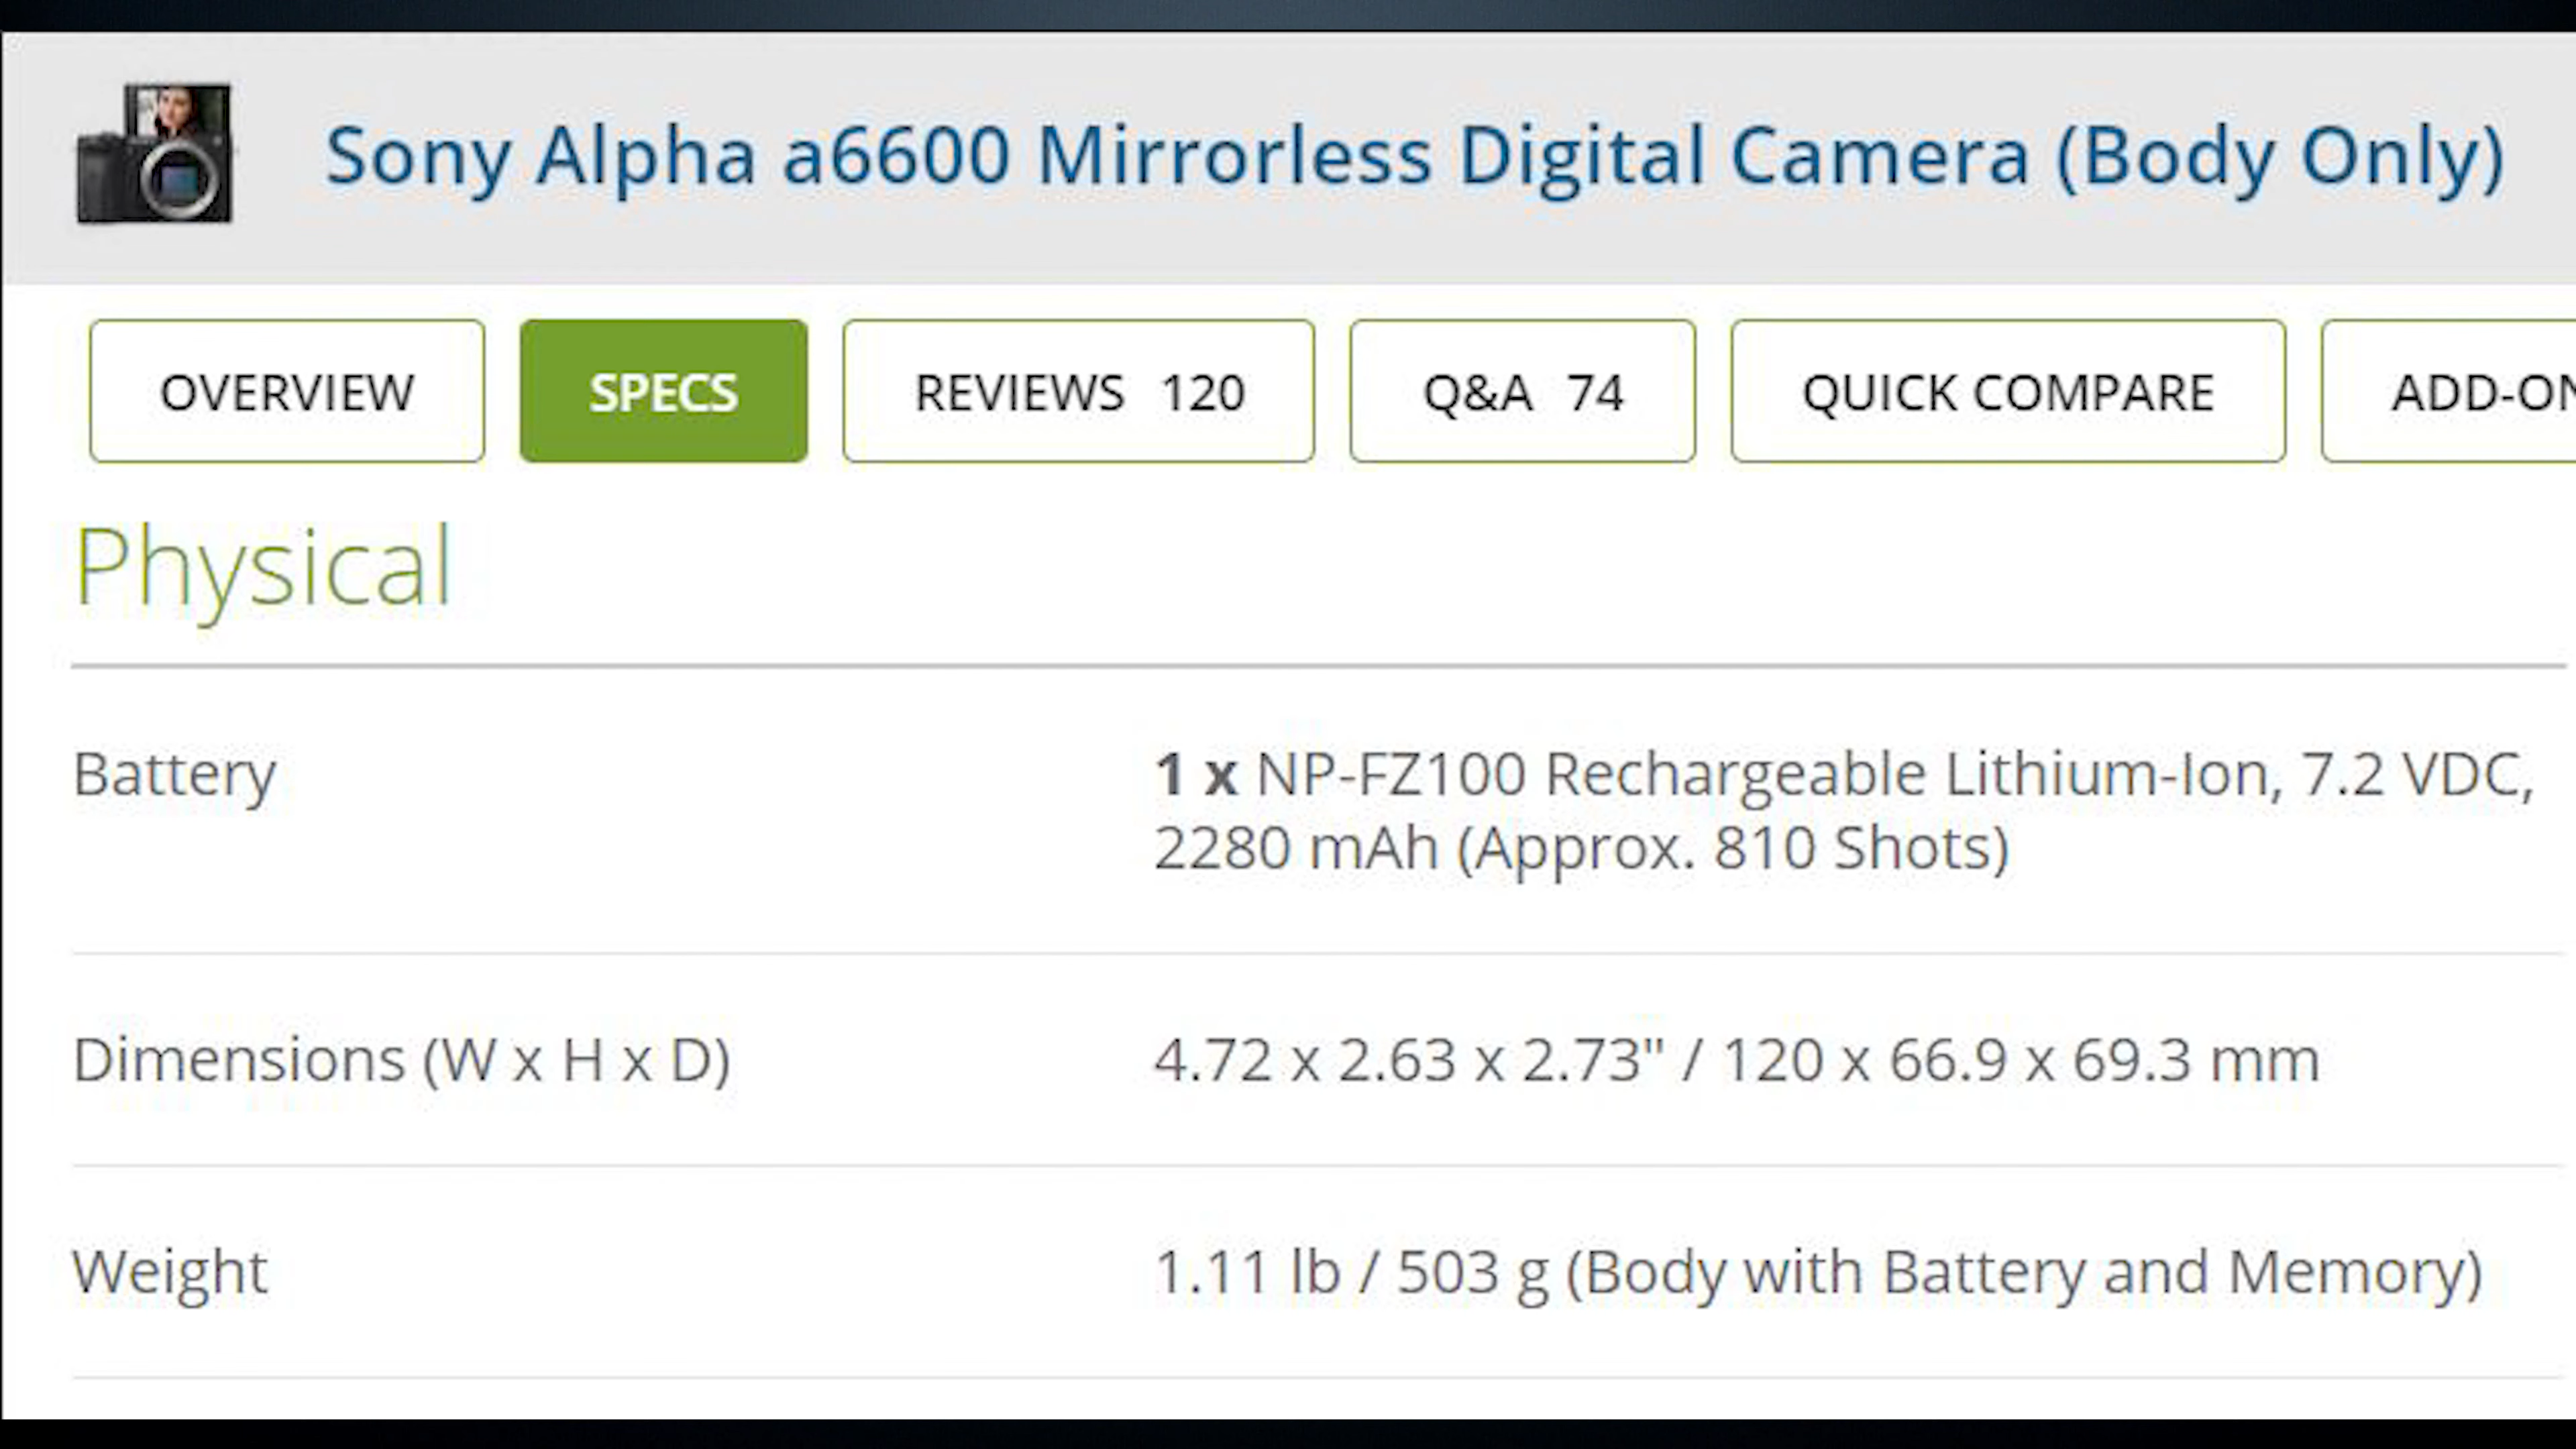 Sony Alpha a6600 Mirrorless Digital Camera (Body Only)
OVERVIEW SPECS REVIEWS 120 Q&A 74 QUICK COMPARE ADD-ON
Physical
Battery 1 x NP-FZ100 Rechargeable Lithium-Ion, 7.2 VDC,
2280 mAh (Approx. 810 Shots)
Dimensions (W x H x D) 4.72 x 2.63 x 2.73" / 120 x 66.9 x 69.3 mm
Weight 1.11 lb / 503 g (Body with Battery and Memory)